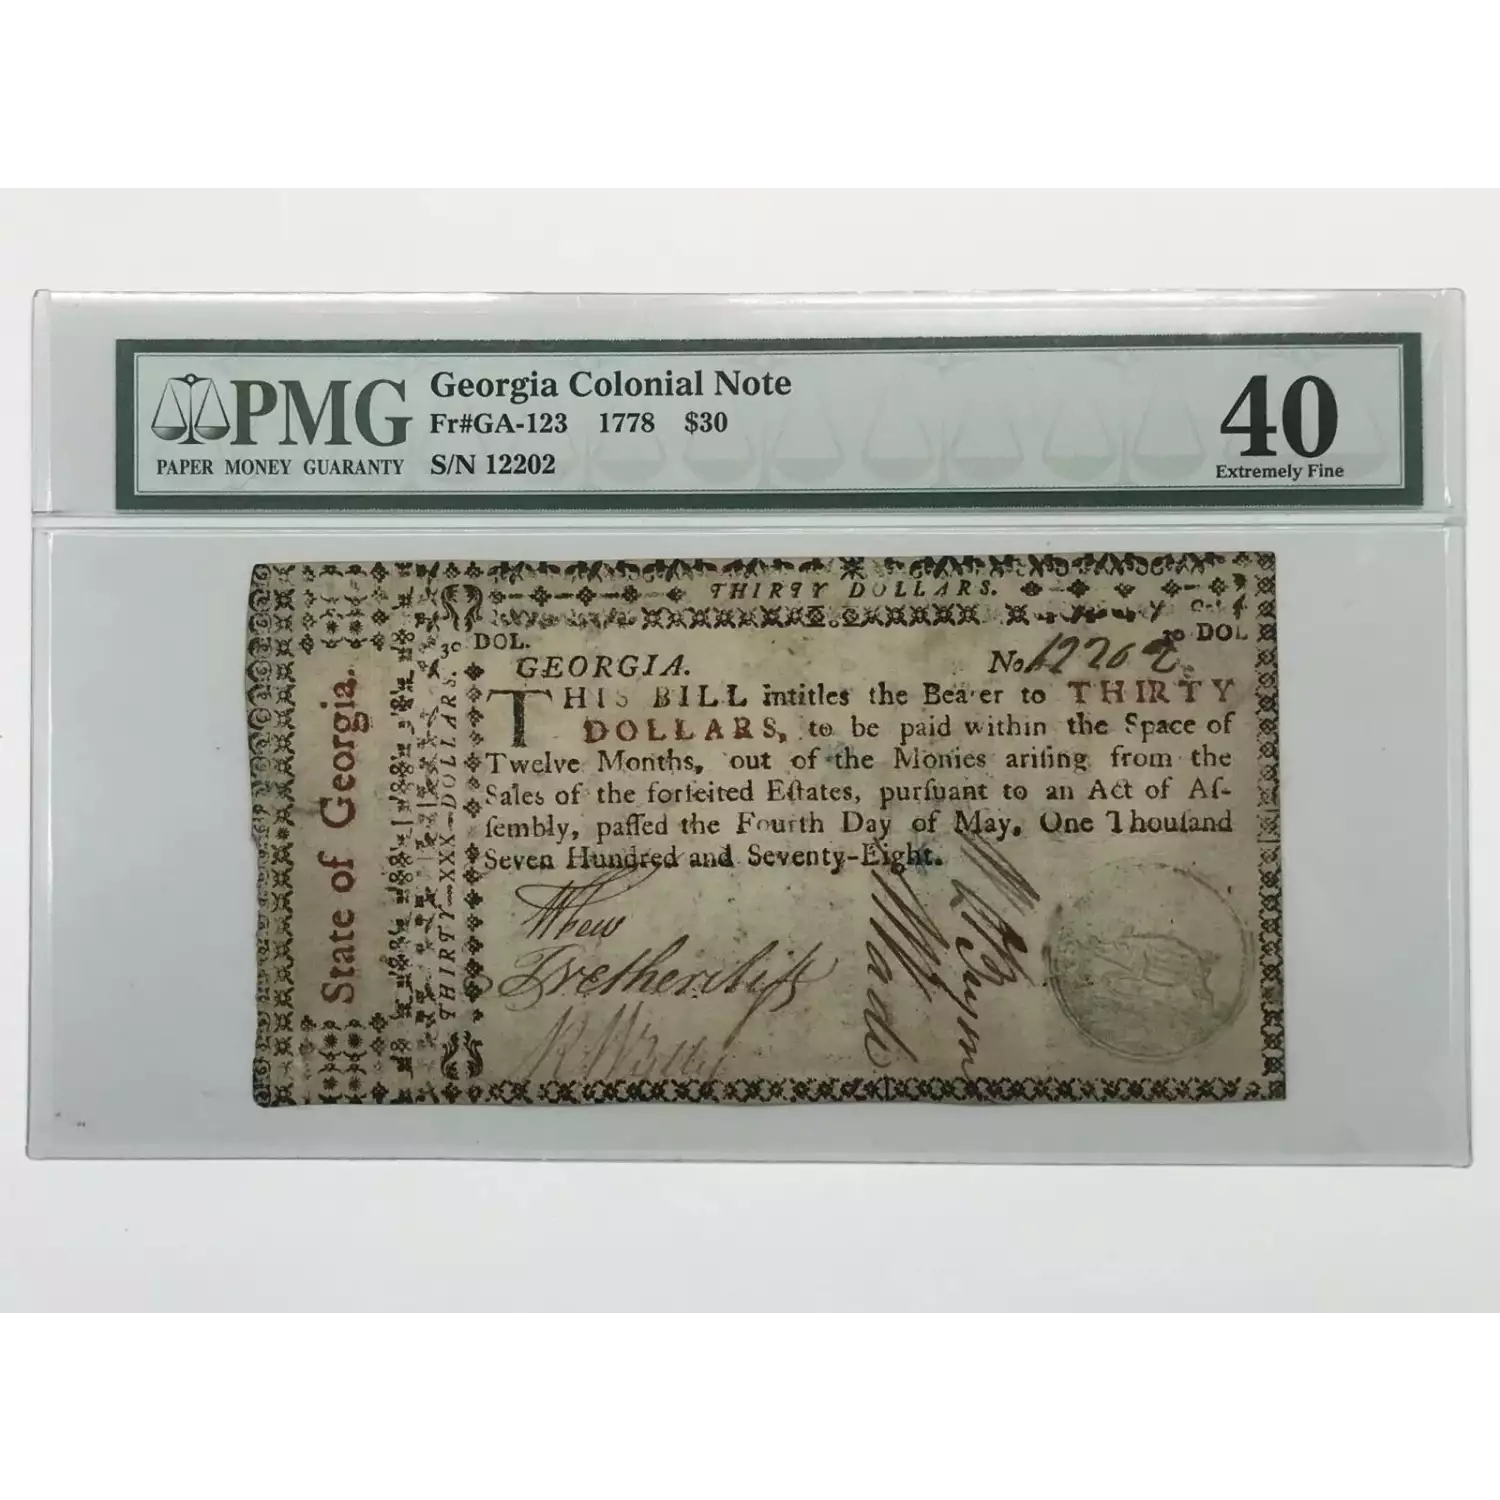 PMG
PAPER MONEY GUARANTY
Georgia Colonial Note
Fr#GA-123 1778 $30
S/N 12202
40
Extremely Fine
THIRTY DOLLARS.
30 DOL.
30 DOL
GEORGIA.
No 12202
THIS BILL intitles the Bearer to THIRTY
DOLLARS, to be paid within the Space of
Twelve Months, out of the Monies ariſing from the
Sales of the forfeited Eſtates, purſuant to an Act of Aſ-
ſembly, paſſed the Fourth Day of May, One Thouſand
Seven Hundred and Seventy-Eight.
State of Georgia.
THIRTY—XXX—DOLLARS.
Wade